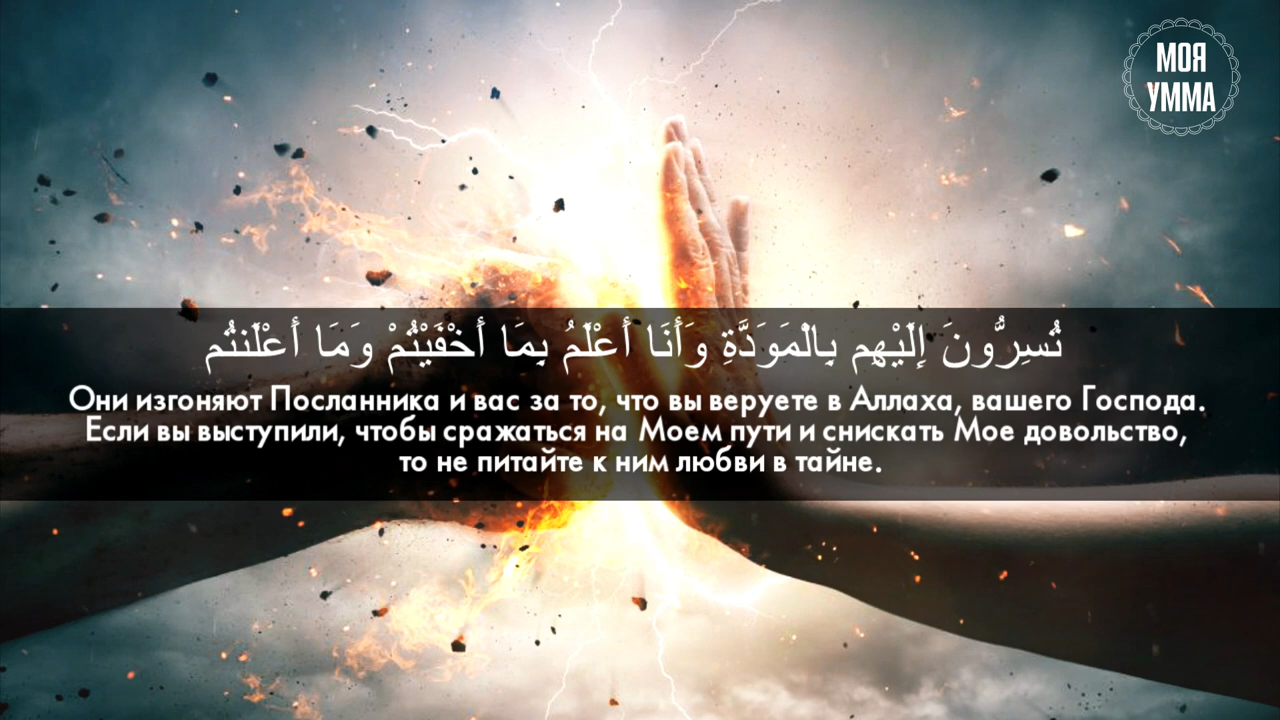 МОЯ
УММА
تُسِرُّونَ إِلَيْهِم بِالْمَوَدَّةِ وَأَنَا أَعْلَمُ بِمَا أَخْفَيْتُمْ وَمَا أَعْلَنتُم
Они изгоняют Посланника и вас за то, что вы веруете в Аллаха, вашего Господа.
Если вы выступили, чтобы сражаться на Моем пути и снискать Мое довольство,
то не питайте к ним любви в тайне.